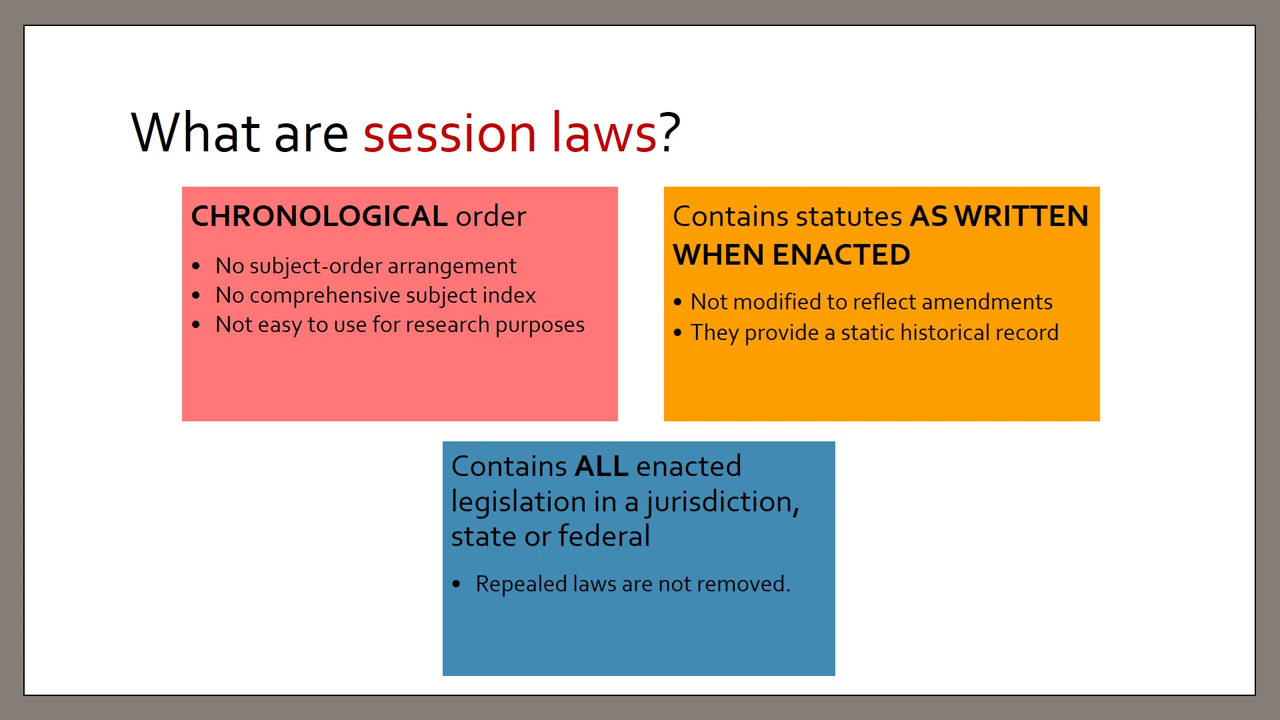 What are session laws?
CHRONOLOGICAL order
• No subject-order arrangement
• No comprehensive subject index
• Not easy to use for research purposes
Contains statutes AS WRITTEN
WHEN ENACTED
• Not modified to reflect amendments
• They provide a static historical record
Contains ALL enacted
legislation in a jurisdiction,
state or federal
• Repealed laws are not removed.